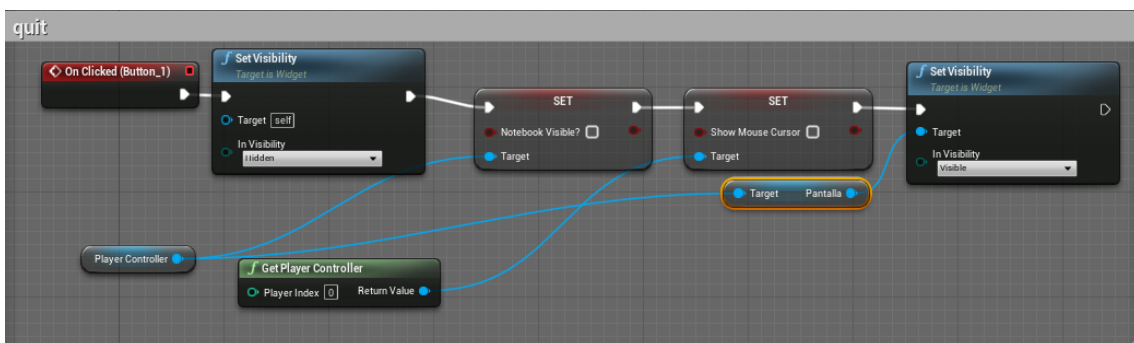 quit
On Clicked (Button_1)
Set Visibility
Target is Widget
Target self
In Visibility
Hidden
SET
Notebook Visible?
Target
SET
Show Mouse Cursor
Target
Target Pantalla
Set Visibility
Target is Widget
Target
In Visibility
Visible
Player Controller
Get Player Controller
Player Index 0 Return Value